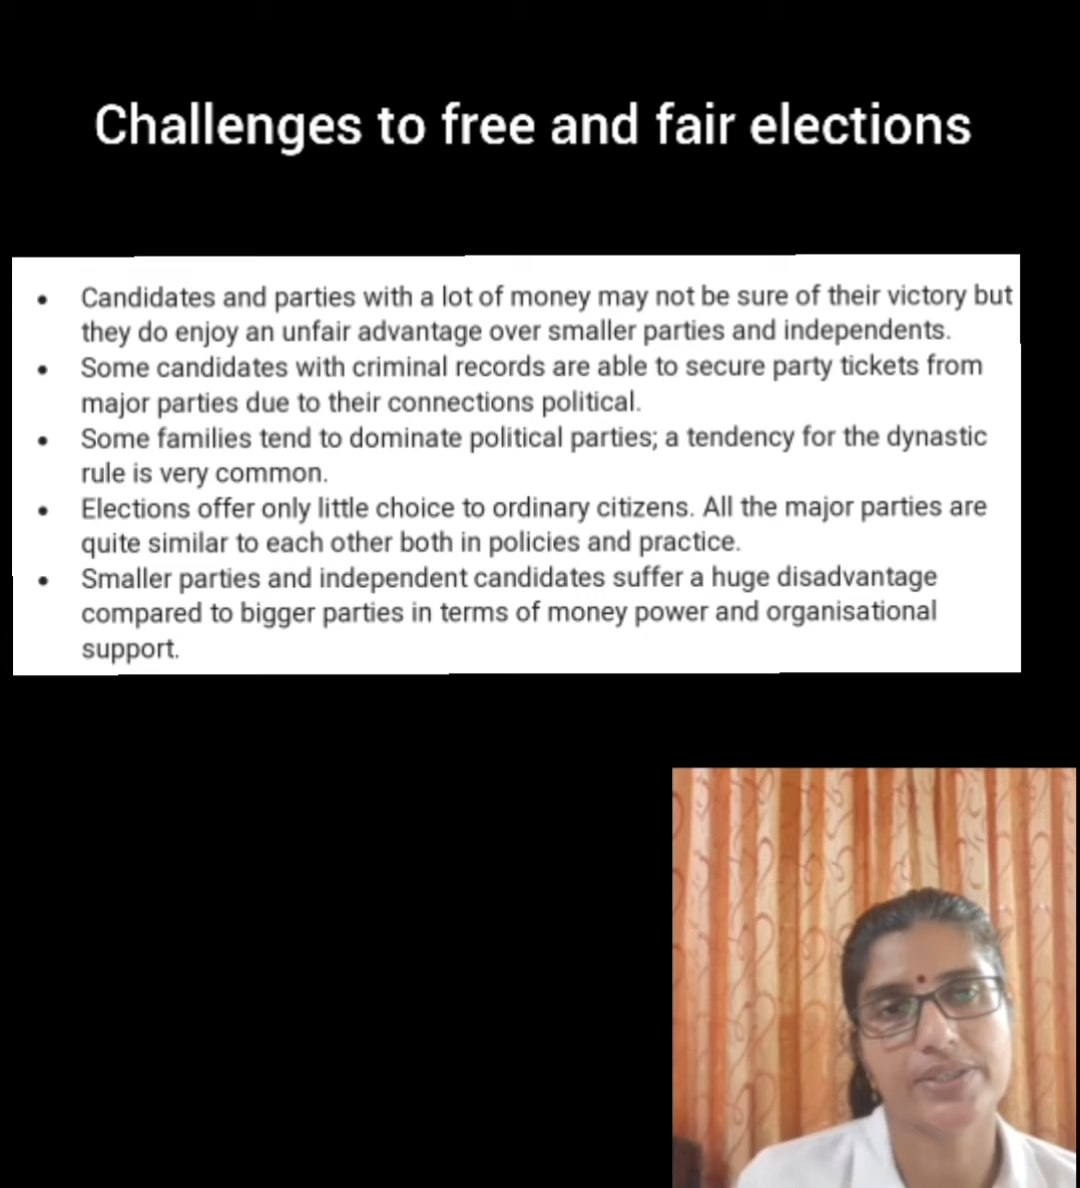 Challenges to free and fair elections
• Candidates and parties with a lot of money may not be sure of their victory but
they do enjoy an unfair advantage over smaller parties and independents.
• Some candidates with criminal records are able to secure party tickets from
major parties due to their connections political.
• Some families tend to dominate political parties; a tendency for the dynastic
rule is very common.
• Elections offer only little choice to ordinary citizens. All the major parties are
quite similar to each other both in policies and practice.
• Smaller parties and independent candidates suffer a huge disadvantage
compared to bigger parties in terms of money power and organisational
support.